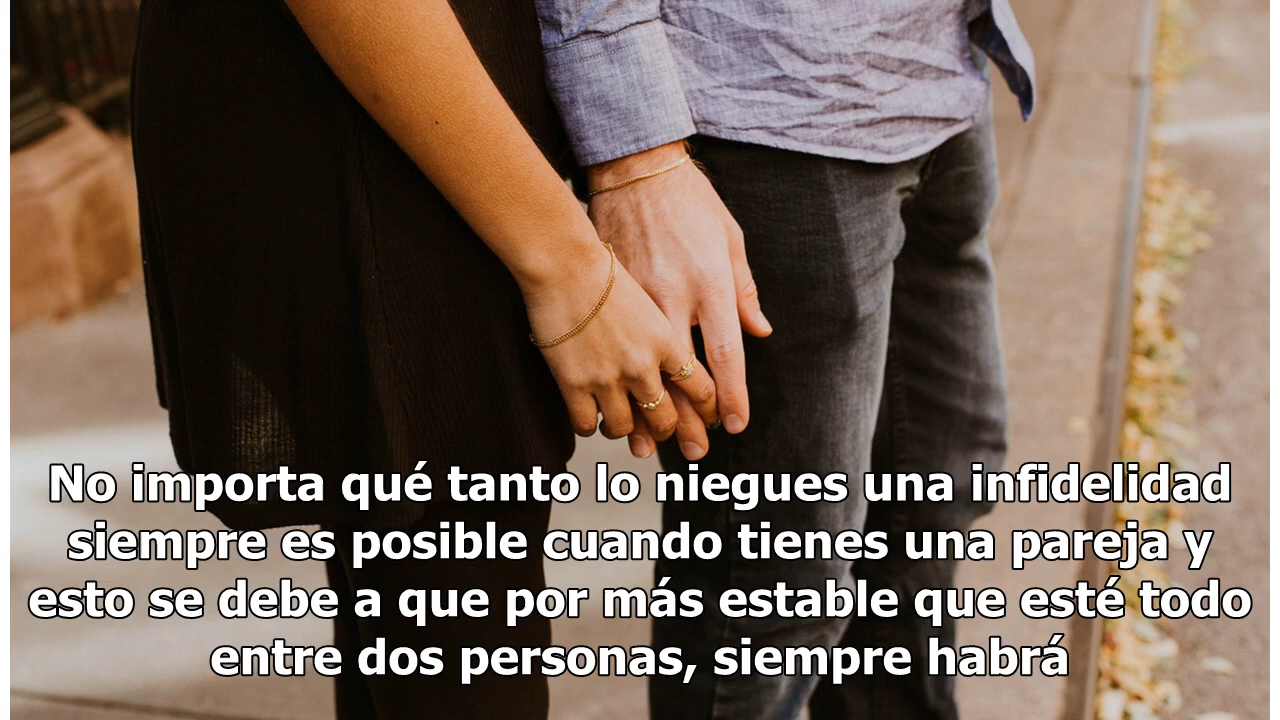 No importa qué tanto lo niegues una infidelidad
siempre es posible cuando tienes una pareja y
esto se debe a que por más estable que esté todo
entre dos personas, siempre habrá